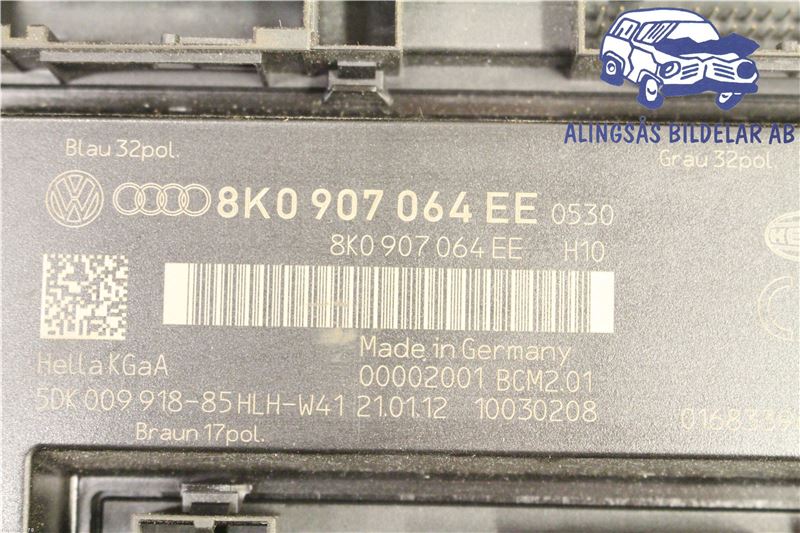 ALINGSÅS BILDELAR AB
Blau 32pol.
Grau 32pol.
8K0 907 064 EE 0530
8K0 907 064 EE H10
Made in Germany
Hella KGaA
00002001 BCM2.01
5DK 009 918-85 HLH-W41 21.01.12 10030208
Braun 17pol.